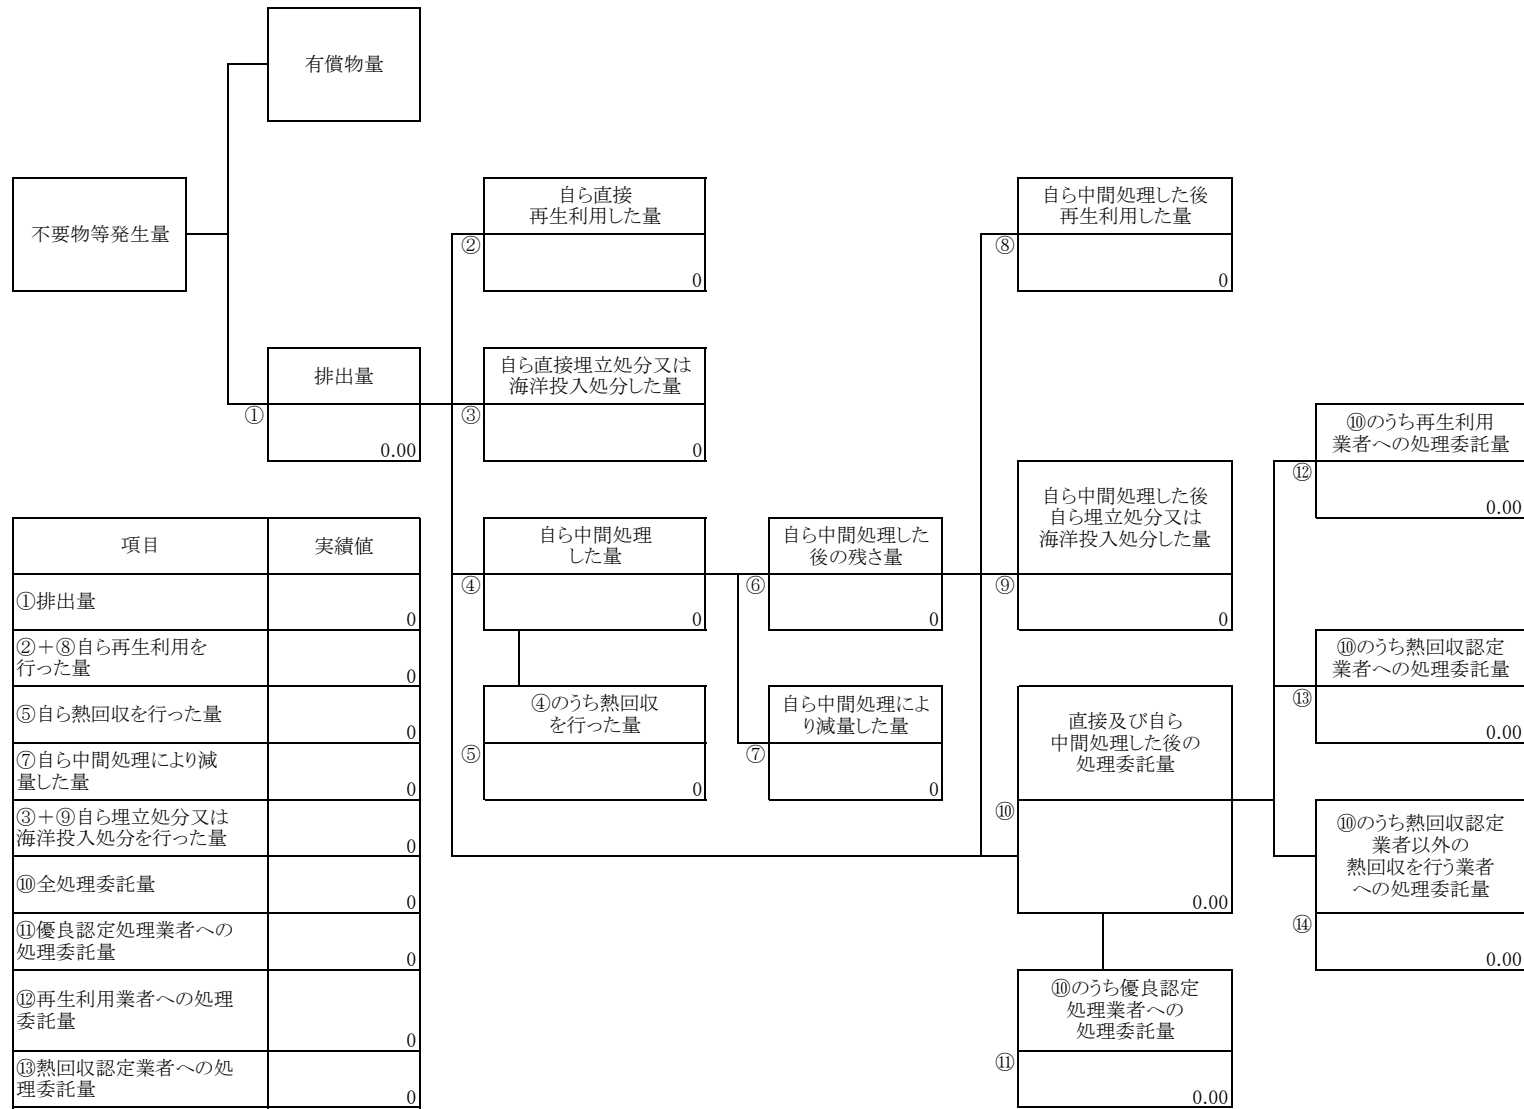 有償物量
不要物等発生量
自ら直接
再生利用した量
②
0
自ら中間処理した後
再生利用した量
⑧
0
排出量
①
0.00
自ら直接埋立処分又は
海洋投入処分した量
③
0
⑩のうち再生利用
業者への処理委託量
⑫
0.00
自ら中間処理
した量
④
0
自ら中間処理した
後の残さ量
⑥
0
自ら中間処理した後
自ら埋立処分又は
海洋投入処分した量
⑨
0
⑩のうち熱回収認定
業者への処理委託量
⑬
0.00
④のうち熱回収
を行った量
⑤
0
自ら中間処理によ
り減量した量
⑦
0
直接及び自ら
中間処理した後の
処理委託量
⑩
0.00
⑩のうち熱回収認定
業者以外の
熱回収を行う業者
への処理委託量
⑭
0.00
⑩のうち優良認定
処理業者への
処理委託量
⑪
0.00
項目 実績値
①排出量
0
②＋⑧自ら再生利用を
行った量
0
⑤自ら熱回収を行った量
0
⑦自ら中間処理により減
量した量
0
③＋⑨自ら埋立処分又は
海洋投入処分を行った量
0
⑩全処理委託量
0
⑪優良認定処理業者への
処理委託量
0
⑫再生利用業者への処理
委託量
0
⑬熱回収認定業者への処
理委託量
0